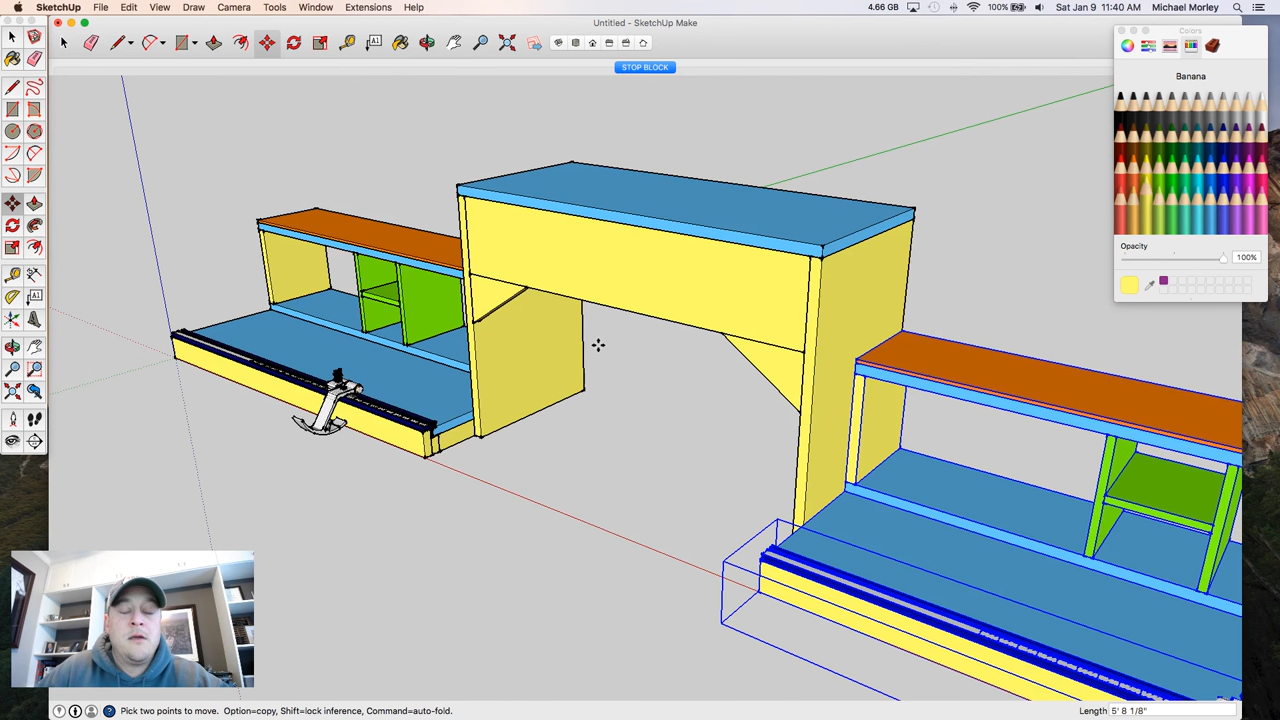 SketchUp File Edit View Draw Camera Tools Window Extensions Help 4.66 GB 100% Sat Jan 9 11:40 AM Michael Morley
Untitled - SketchUp Make
Colors
STOP BLOCK
Banana
Opacity
100%
Pick two points to move. Option=copy, Shift=lock inference, Command=auto-fold.
Length 5' 8 1/8"